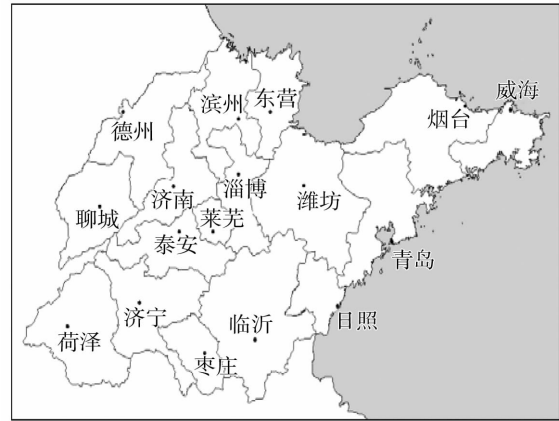 威海
滨州
东营
烟台
德州
淄博
潍坊
济南
聊城
莱芜
泰安
青岛
济宁
临沂
日照
荷泽
枣庄